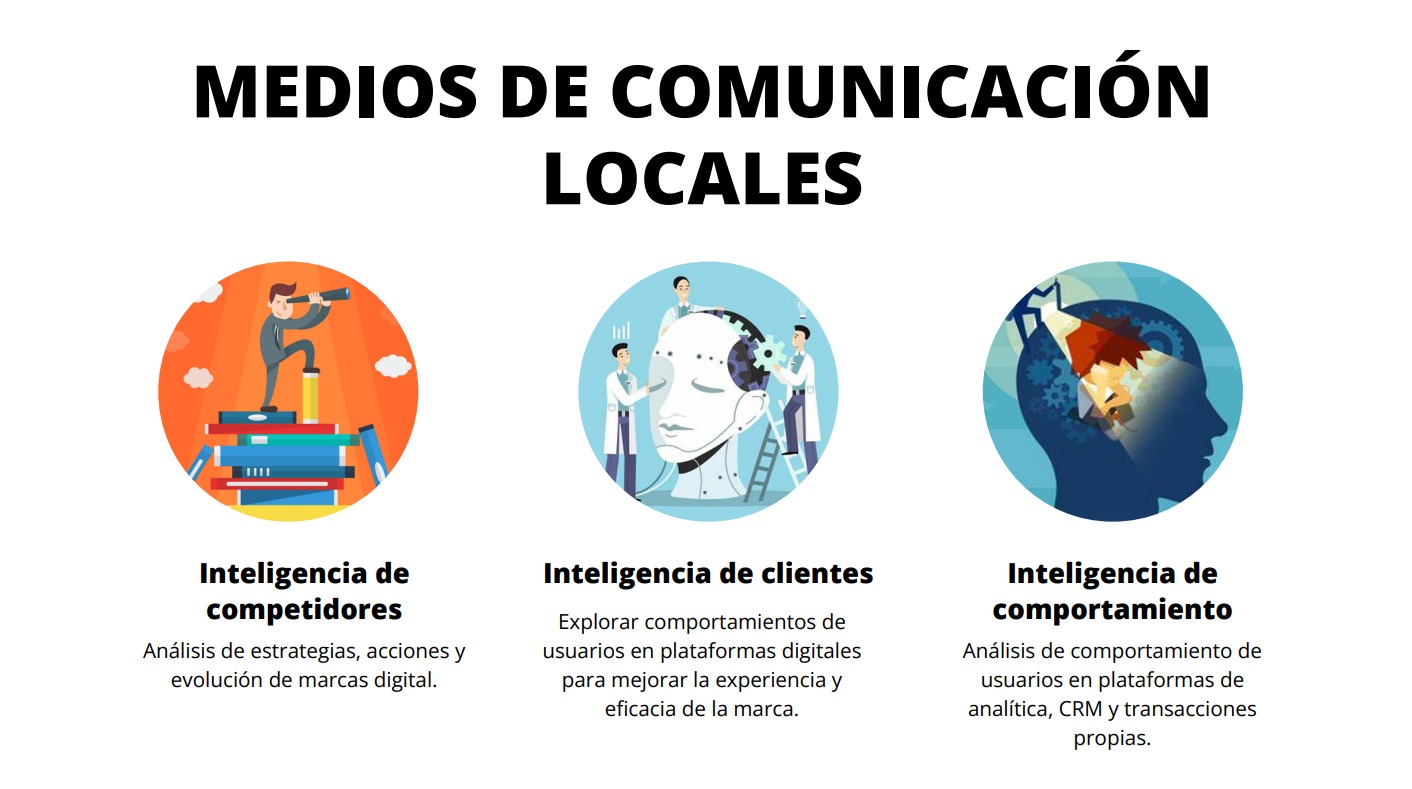 MEDIOS DE COMUNICACIÓN
LOCALES
Inteligencia de
competidores
Análisis de estrategias, acciones y
evolución de marcas digital.
Inteligencia de clientes
Explorar comportamientos de
usuarios en plataformas digitales
para mejorar la experiencia y
eficacia de la marca.
Inteligencia de
comportamiento
Análisis de comportamiento de
usuarios en plataformas de
analítica, CRM y transacciones
propias.